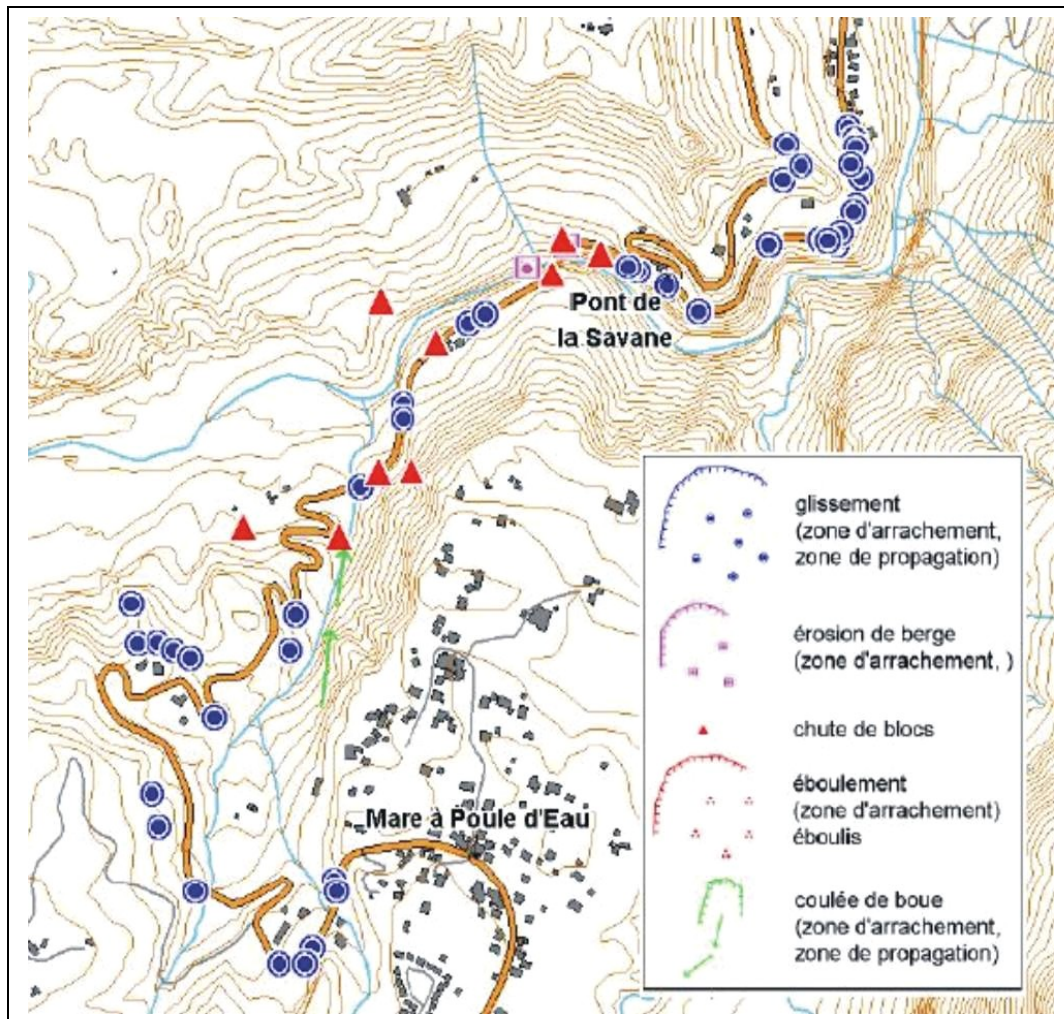 Pont de
la Savane
glissement
(zone d'arrachement,
zone de propagation)
érosion de berge
(zone d'arrachement, )
chute de blocs
éboulement
(zone d'arrachement)
éboulis
Mare à Poule d'Eau
coulée de boue
(zone d'arrachement,
zone de propagation)